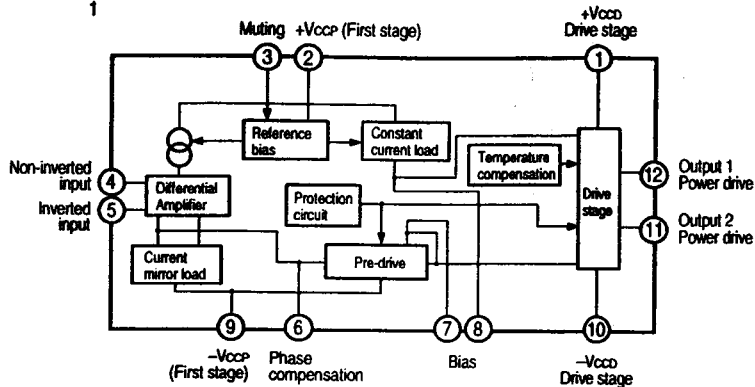 1
Muting
+VCCP (First stage)
+VCCD
Drive stage
3
2
1
Reference
bias
Constant
current load
Temperature
compensation
Non-inverted
input
4
Inverted
input
5
Differential
Amplifier
Protection
circuit
Drive
stage
12
Output 1
Power drive
11
Output 2
Power drive
Current
mirror load
Pre-drive
9
6
7
8
10
–VCCP
(First stage)
Phase
compensation
Bias
–VCCD
Drive stage